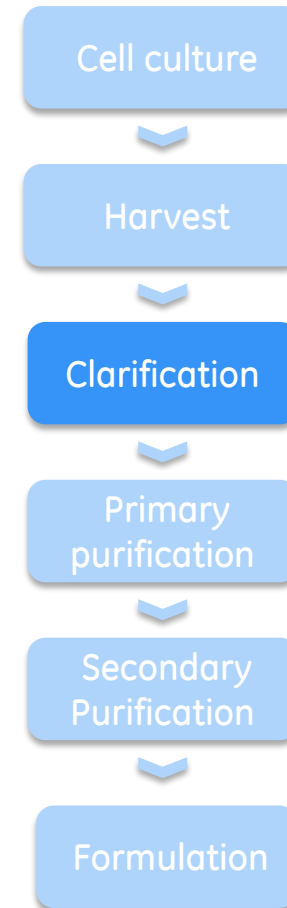 Cell culture
Harvest
Clarification
Primary
purification
Secondary
Purification
Formulation